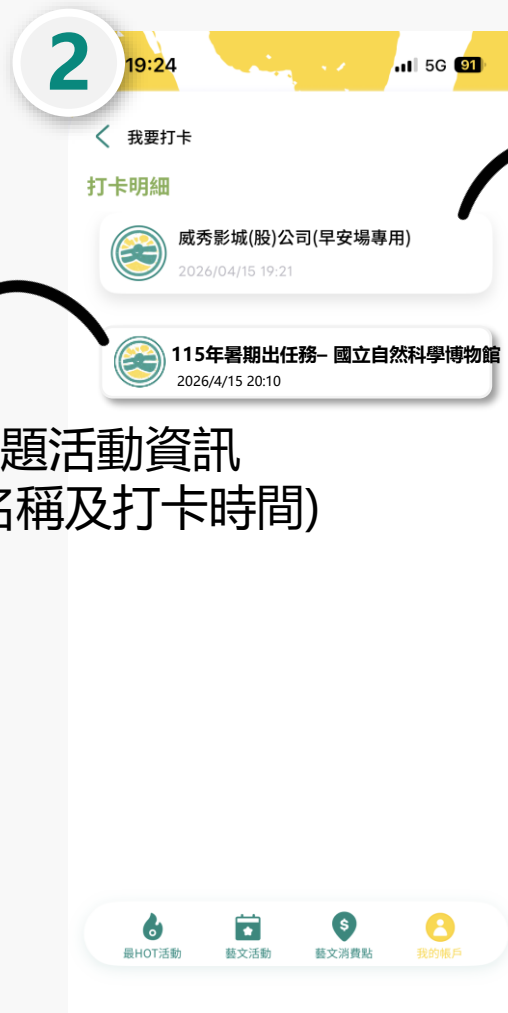 2
19:24
5G 91
我要打卡
打卡明細
威秀影城(股)公司(早安場專用)
2026/04/15 19:21
115年暑期出任務– 國立自然科學博物館
2026/4/15 20:10
題活動資訊
名稱及打卡時間)
最HOT活動
藝文活動
藝文消費點
我的帳戶